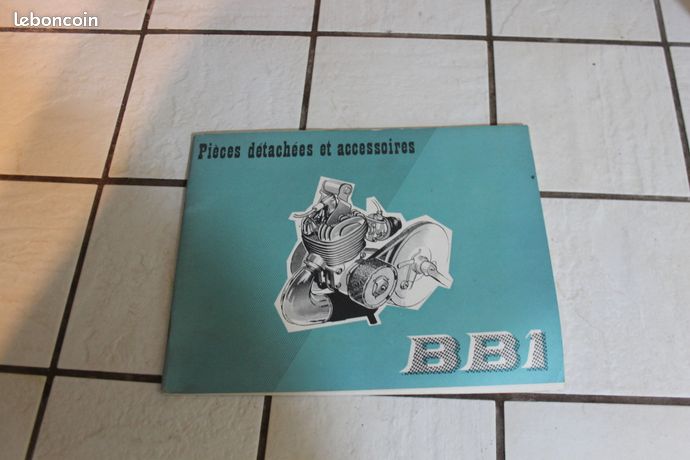 leboncoin
Pièces détachées et accessoires
BB1